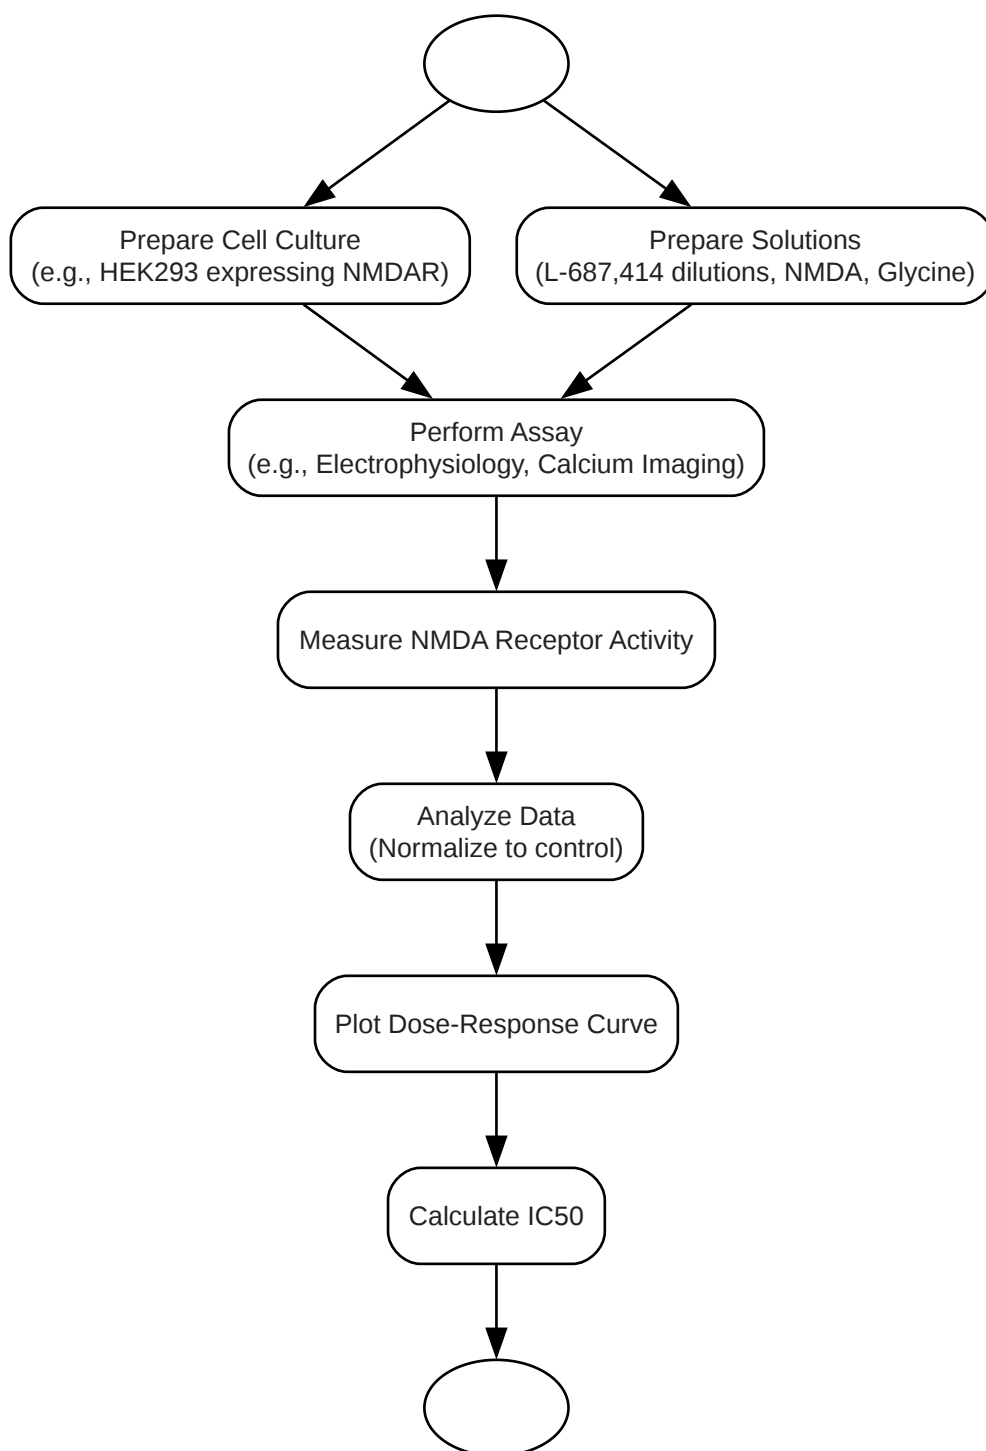 Prepare Cell Culture
(e.g., HEK293 expressing NMDAR)
Prepare Solutions
(L-687,414 dilutions, NMDA, Glycine)
Perform Assay
(e.g., Electrophysiology, Calcium Imaging)
Measure NMDA Receptor Activity
Analyze Data
(Normalize to control)
Plot Dose-Response Curve
Calculate IC50